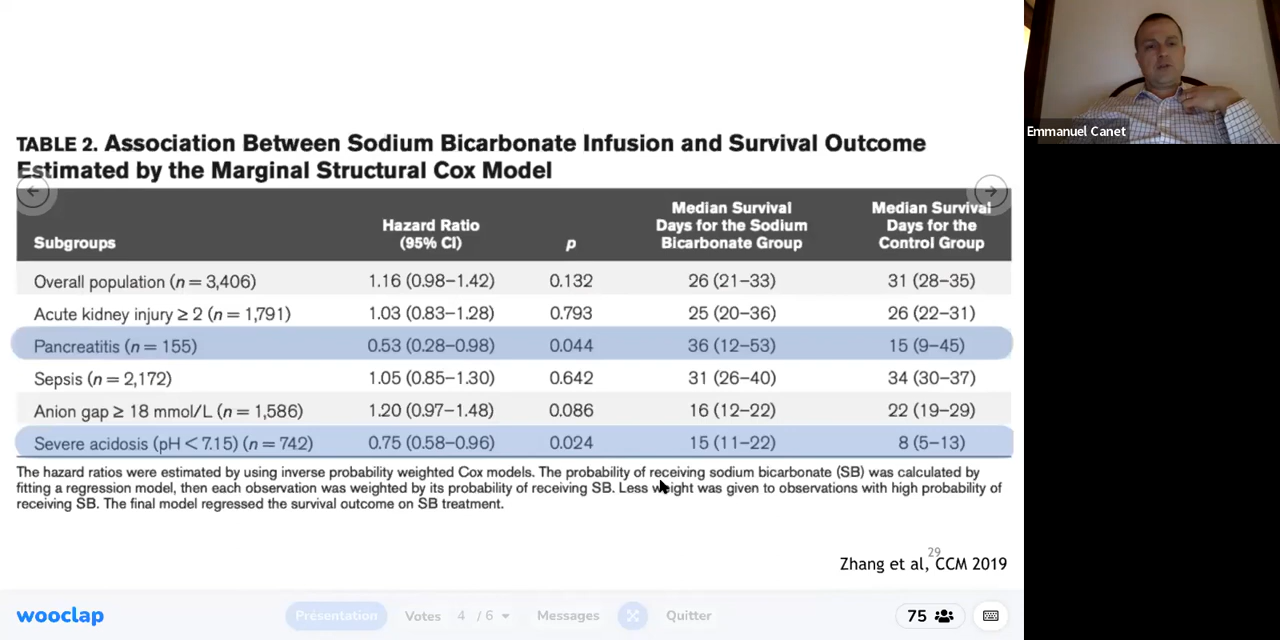 TABLE 2. Association Between Sodium Bicarbonate Infusion and Survival Outcome
Estimated by the Marginal Structural Cox Model
Subgroups
Hazard Ratio
(95% CI)
p
Median Survival
Days for the Sodium
Bicarbonate Group
Median Survival
Days for the
Control Group
Overall population (n = 3,406) 1.16 (0.98–1.42) 0.132 26 (21–33) 31 (28–35)
Acute kidney injury ≥ 2 (n = 1,791) 1.03 (0.83–1.28) 0.793 25 (20–36) 26 (22–31)
Pancreatitis (n = 155) 0.53 (0.28–0.98) 0.044 36 (12–53) 15 (9–45)
Sepsis (n = 2,172) 1.05 (0.85–1.30) 0.642 31 (26–40) 34 (30–37)
Anion gap ≥ 18 mmol/L (n = 1,586) 1.20 (0.97–1.48) 0.086 16 (12–22) 22 (19–29)
Severe acidosis (pH < 7.15) (n = 742) 0.75 (0.58–0.96) 0.024 15 (11–22) 8 (5–13)
The hazard ratios were estimated by using inverse probability weighted Cox models. The probability of receiving sodium bicarbonate (SB) was calculated by
fitting a regression model, then each observation was weighted by its probability of receiving SB. Less weight was given to observations with high probability of
receiving SB. The final model regressed the survival outcome on SB treatment.
29
Zhang et al, CCM 2019
wooclap Présentation Votes 4 / 6 Messages Quitter 75
Emmanuel Canet